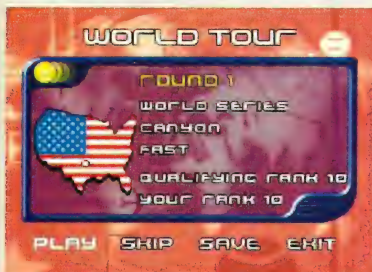 WORLD TOUR
ROUND 1
WORLD SERIES
CANYON
FAST
QUALIFYING RANK 10
YOUR RANK 10
PLAY SKIP SAVE EXIT